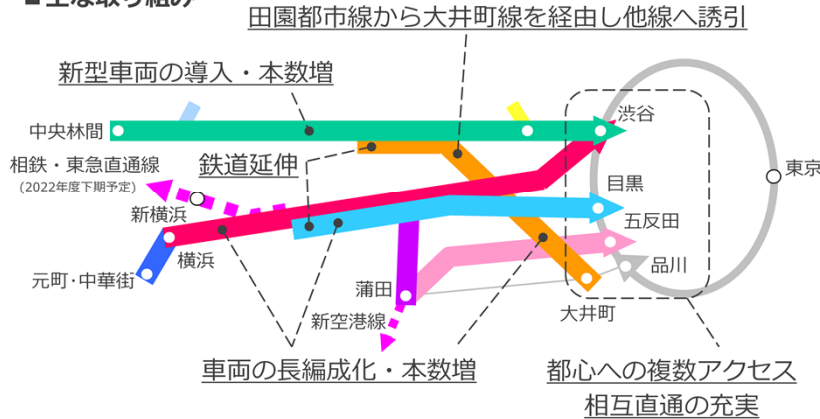 ■主な取り組み
田園都市線から大井町線を経由し他線へ誘引
新型車両の導入・本数増
渋谷
中央林間
相鉄・東急直通線
(2022年度下期予定)
鉄道延伸
東京
目黒
新横浜
五反田
横浜
品川
元町・中華街
蒲田
新空港線
大井町
車両の長編成化・本数増
都心への複数アクセス
相互直通の充実